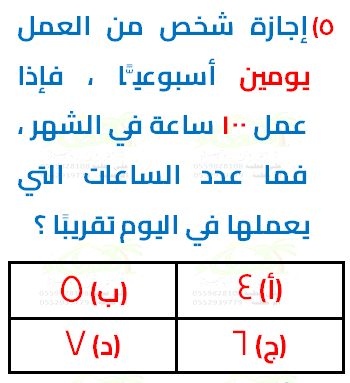 ٥) إجازة شخص من العمل
يومين أسبوعيًّا ، فإذا
عمل ١٠٠ ساعة في الشهر ،
فما عدد الساعات التي
يعملها في اليوم تقريبًا ؟
(أ) ٤
(ب) ٥
(ج) ٦
(د) ٧